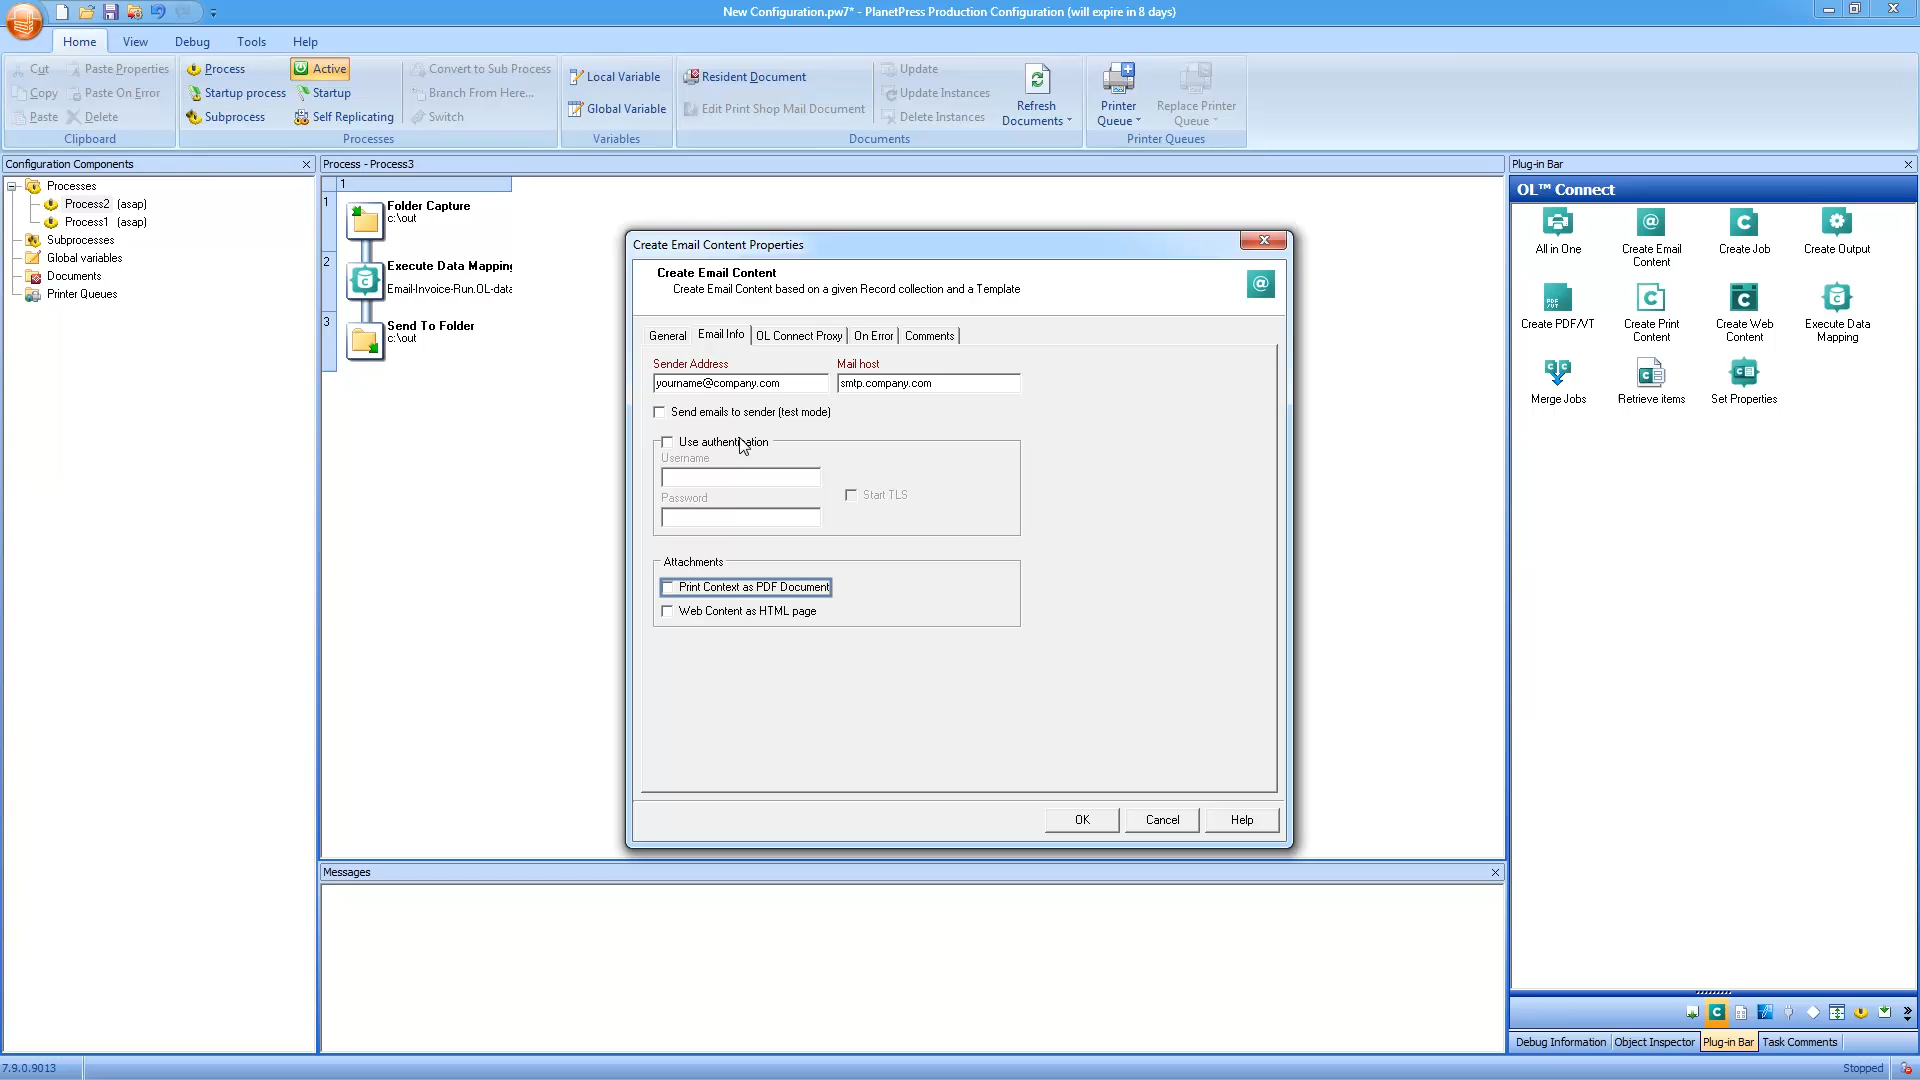 New Configuration.pw7* - PlanetPress Production Configuration (will expire in 8 days)
Home View Debug Tools Help
Cut Paste Properties
Copy Paste On Error
Paste Delete
Clipboard
Process Active
Startup process Startup
Subprocess Self Replicating
Convert to Sub Process
Branch From Here...
Switch
Processes
Local Variable
Global Variable
Variables
Resident Document
Edit Print Shop Mail Document
Update
Update Instances
Delete Instances
Refresh
Documents
Documents
Printer
Queue
Replace Printer
Queue
Printer Queues
Configuration Components
Processes
Process2 (asap)
Process1 (asap)
Subprocesses
Global variables
Documents
Printer Queues
Process - Process3
1
1
Folder Capture
c:\out
2
Execute Data Mapping
Email-Invoice-Run.OL-data
3
Send To Folder
c:\out
Create Email Content Properties
Create Email Content
Create Email Content based on a given Record collection and a Template
@
General Email Info OL Connect Proxy On Error Comments
Sender Address Mail host
yourname@company.com smtp.company.com
Send emails to sender (test mode)
Use authentication
Username
Password
Start TLS
Attachments
Print Context as PDF Document
Web Content as HTML page
OK Cancel Help
Messages
Plug-in Bar
OL™ Connect
All in One
Create Email
Content
Create Job
Create Output
Create PDF/VT
Create Print
Content
Create Web
Content
Execute Data
Mapping
Merge Jobs
Retrieve items
Set Properties
Debug Information Object Inspector Plug-in Bar Task Comments
7.9.0.9013
Stopped